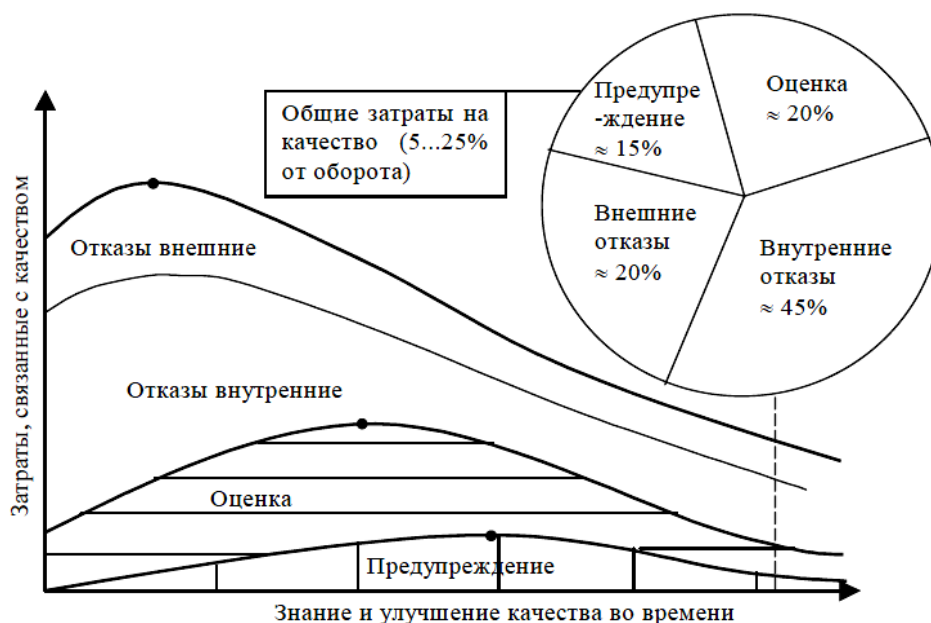 Общие затраты на
качество (5...25%
от оборота)
Предупре
-ждение
≈ 15%
Оценка
≈ 20%
Внешние
отказы
≈ 20%
Внутренние
отказы
≈ 45%
Затраты, связанные с качеством
Отказы внешние
Отказы внутренние
Оценка
Предупреждение
Знание и улучшение качества во времени